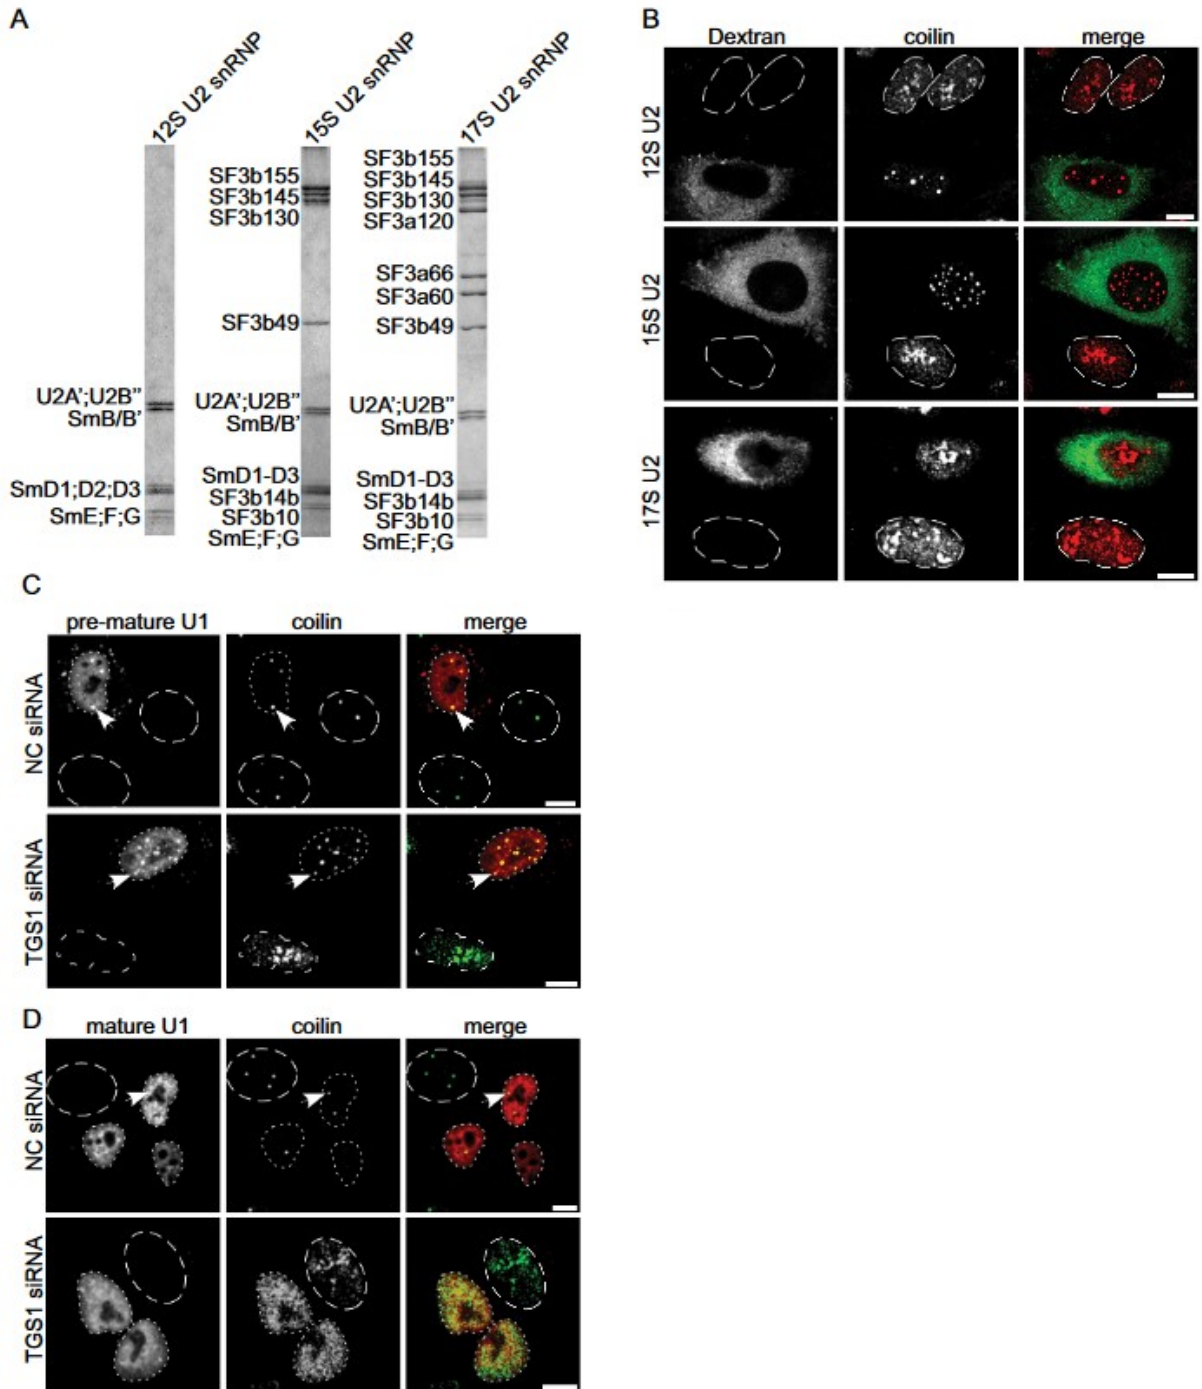 A
12S U2 snRNP
15S U2 snRNP
17S U2 snRNP
U2A';U2B"
SmB/B'
SmD1;D2;D3
SmE;F;G
SF3b155
SF3b145
SF3b130
SF3b49
U2A';U2B"
SmB/B'
SmD1-D3
SF3b14b
SF3b10
SmE;F;G
SF3b155
SF3b145
SF3b130
SF3a120
SF3a66
SF3a60
SF3b49
U2A';U2B"
SmB/B'
SmD1-D3
SF3b14b
SF3b10
SmE;F;G
B
Dextran coilin merge
12S U2
15S U2
17S U2
C
pre-mature U1 coilin merge
NC siRNA
TGS1 siRNA
D
mature U1 coilin merge
NC siRNA
TGS1 siRNA